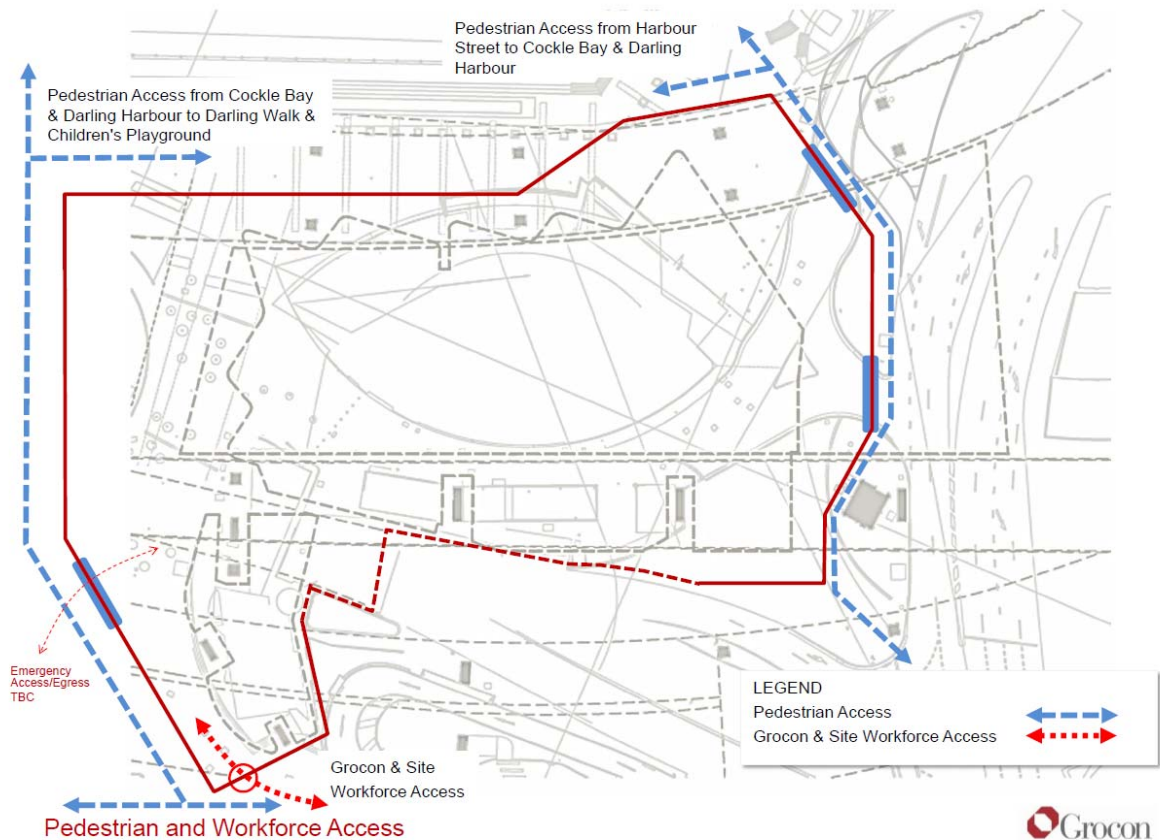 Pedestrian Access from Harbour
Street to Cockle Bay & Darling
Harbour
Pedestrian Access from Cockle Bay
& Darling Harbour to Darling Walk &
Children's Playground
Emergency
Access/Egress
TBC
LEGEND
Pedestrian Access
Grocon & Site Workforce Access
Grocon & Site
Workforce Access
Pedestrian and Workforce Access
Grocon